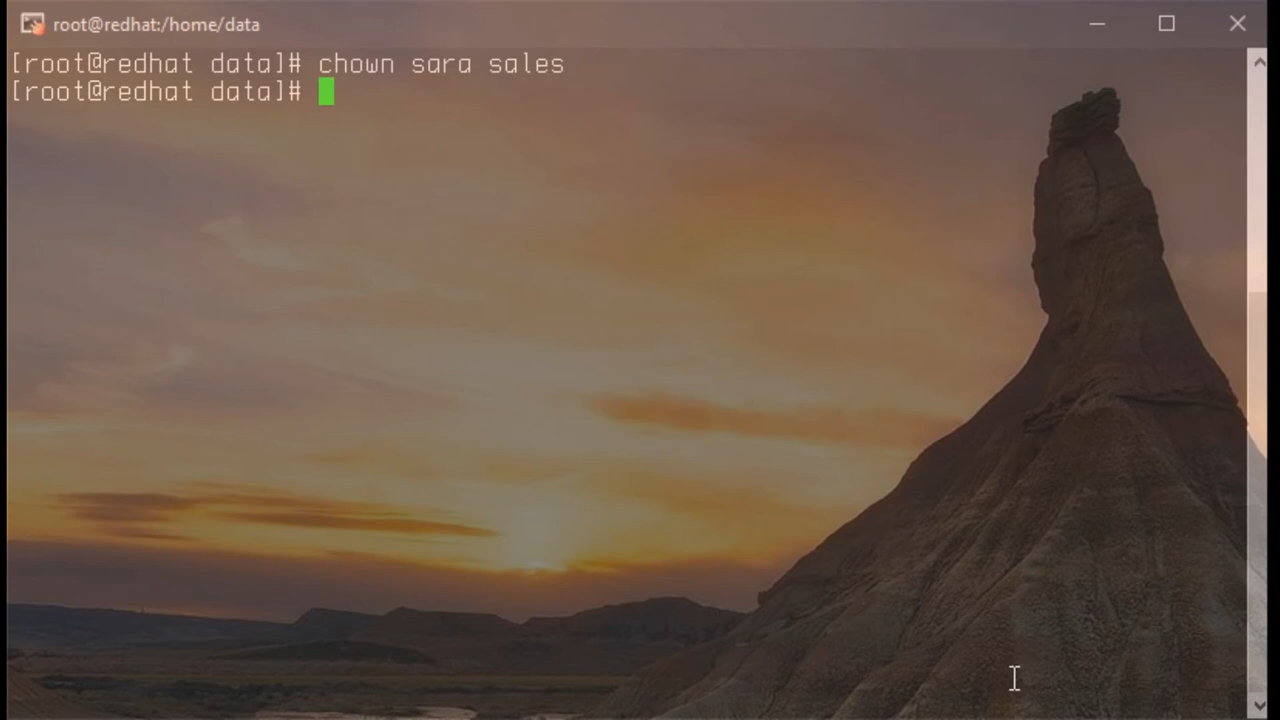 root@redhat:/home/data
[root@redhat data]# chown sara sales
[root@redhat data]#